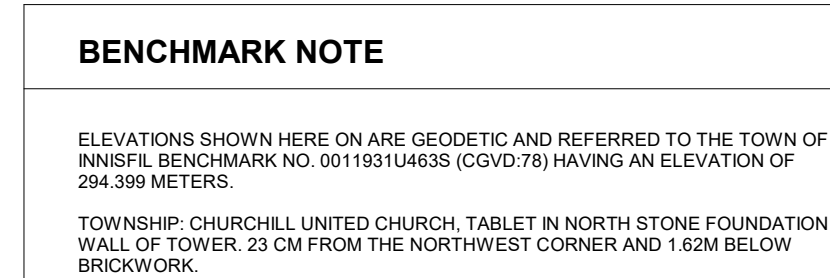 BENCHMARK NOTE
ELEVATIONS SHOWN HERE ON ARE GEODETIC AND REFERRED TO THE TOWN OF
INNISFIL BENCHMARK NO. 0011931U463S (CGVD:78) HAVING AN ELEVATION OF
294.399 METERS.
TOWNSHIP: CHURCHILL UNITED CHURCH, TABLET IN NORTH STONE FOUNDATION
WALL OF TOWER. 23 CM FROM THE NORTHWEST CORNER AND 1.62M BELOW
BRICKWORK.